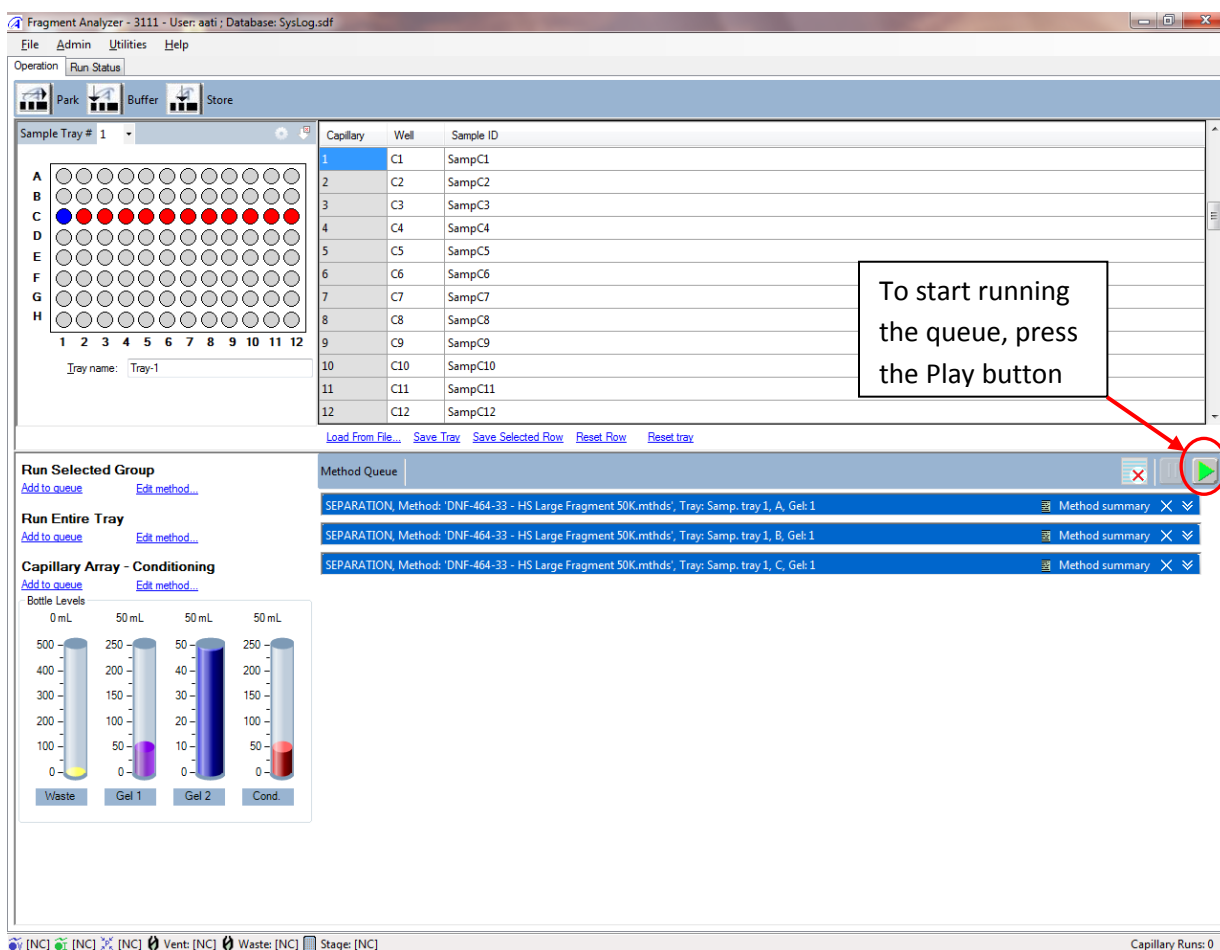 Fragment Analyzer - 3111 - User: aati ; Database: SysLog.sdf
File Admin Utilities Help
Operation Run Status
Park Buffer Store
Sample Tray # 1
A
B
C
D
E
F
G
H
1 2 3 4 5 6 7 8 9 10 11 12
Tray name: Tray-1
Capillary Well Sample ID
1 C1 SampC1
2 C2 SampC2
3 C3 SampC3
4 C4 SampC4
5 C5 SampC5
6 C6 SampC6
7 C7 SampC7
8 C8 SampC8
9 C9 SampC9
10 C10 SampC10
11 C11 SampC11
12 C12 SampC12
To start running
the queue, press
the Play button
Load From File... Save Tray Save Selected Row Reset Row Reset tray
Run Selected Group
Add to queue Edit method...
Run Entire Tray
Add to queue Edit method...
Capillary Array - Conditioning
Add to queue Edit method...
Method Queue
SEPARATION, Method: 'DNF-464-33 - HS Large Fragment 50K.mthds', Tray: Samp. tray 1, A, Gel: 1 Method summary
SEPARATION, Method: 'DNF-464-33 - HS Large Fragment 50K.mthds', Tray: Samp. tray 1, B, Gel: 1 Method summary
SEPARATION, Method: 'DNF-464-33 - HS Large Fragment 50K.mthds', Tray: Samp. tray 1, C, Gel: 1 Method summary
Bottle Levels
0 mL 50 mL 50 mL 50 mL
500 250 50 250
400 200 40 200
300 150 30 150
200 100 20 100
100 50 10 50
0 0 0 0
Waste Gel 1 Gel 2 Cond.
[NC] [NC] [NC] Vent: [NC] Waste: [NC] Stage: [NC] Capillary Runs: 0